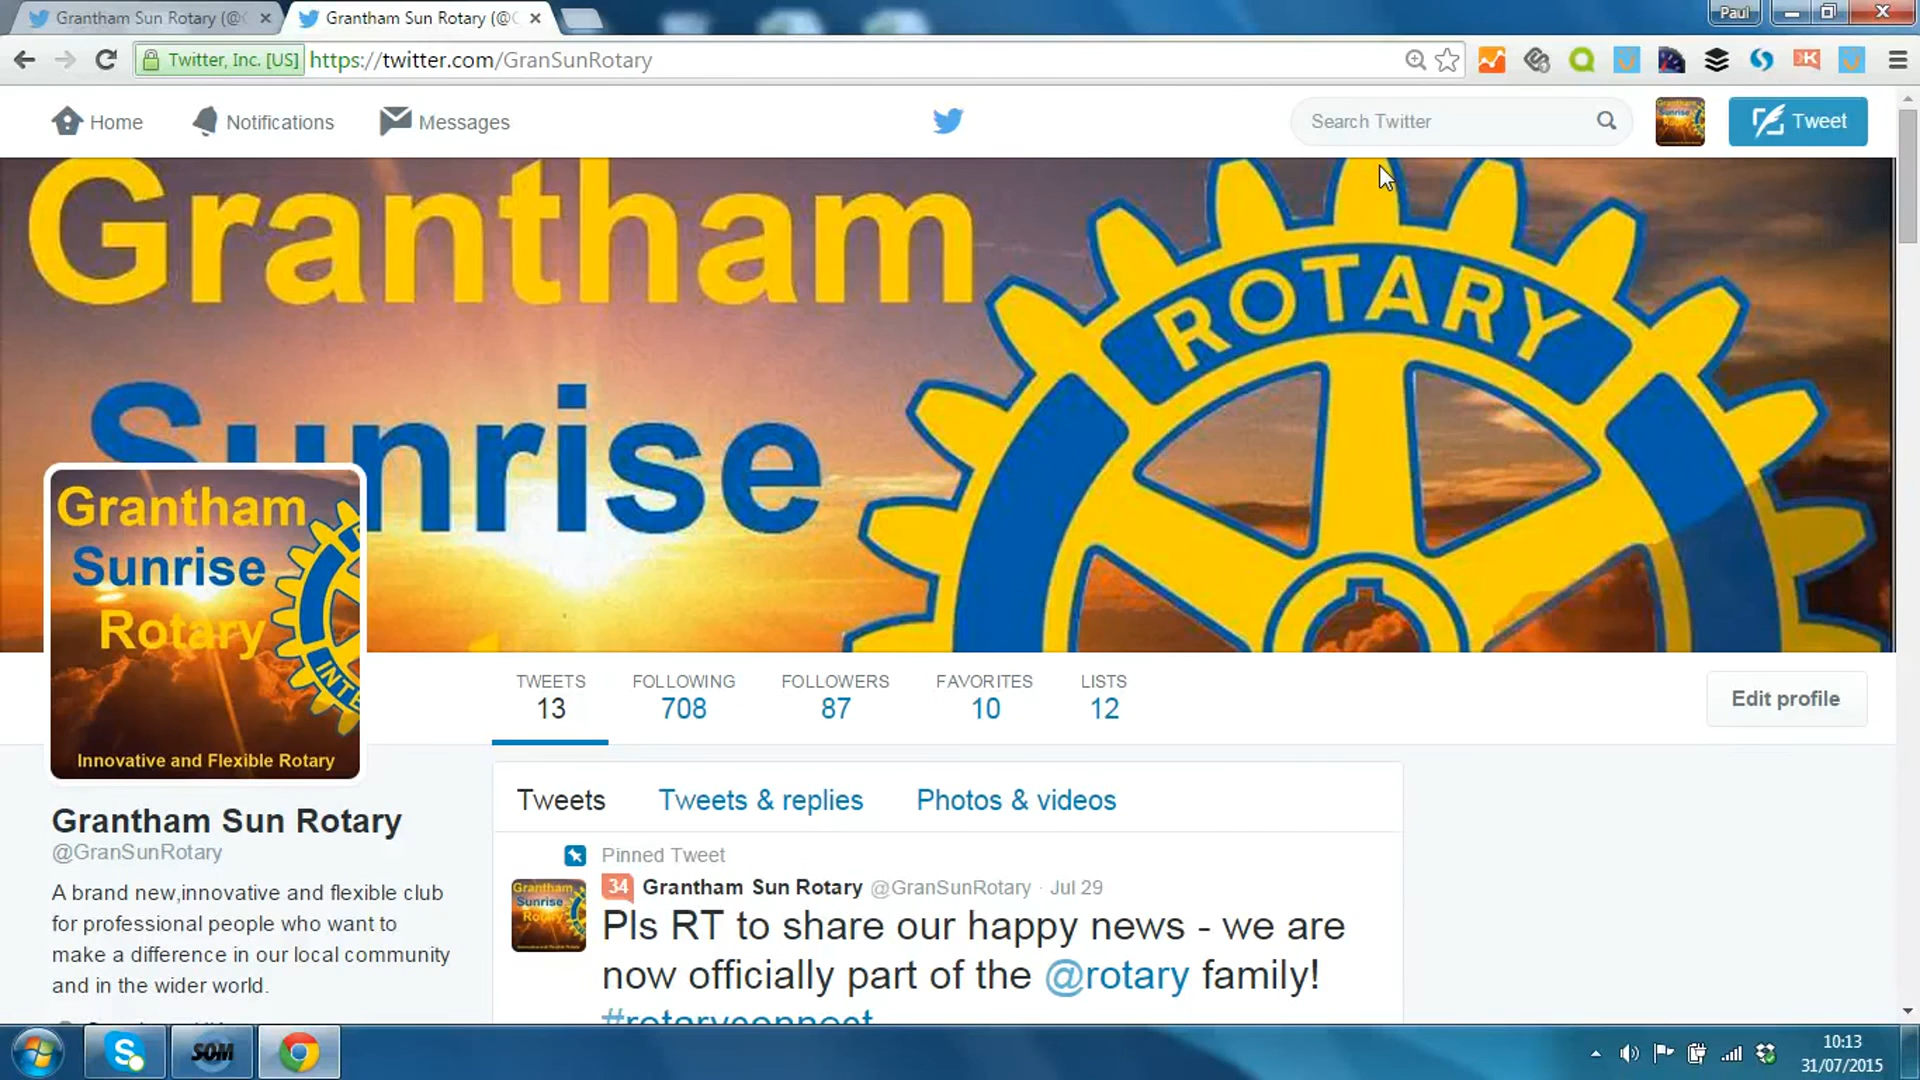 Grantham Sun Rotary (@G
Grantham Sun Rotary (@G
Paul
Twitter, Inc. [US]
https://twitter.com/GranSunRotary
Home
Notifications
Messages
Search Twitter
Tweet
Grantham
Sunrise
ROTARY
Grantham
Sunrise
Rotary
INTE
Innovative and Flexible Rotary
TWEETS
13
FOLLOWING
708
FOLLOWERS
87
FAVORITES
10
LISTS
12
Edit profile
Grantham Sun Rotary
@GranSunRotary
A brand new,innovative and flexible club
for professional people who want to
make a difference in our local community
and in the wider world.
Tweets
Tweets & replies
Photos & videos
Pinned Tweet
34
Grantham Sun Rotary @GranSunRotary · Jul 29
Pls RT to share our happy news - we are
now officially part of the @rotary family!
#rotaryconnect
SOM
10:13
31/07/2015